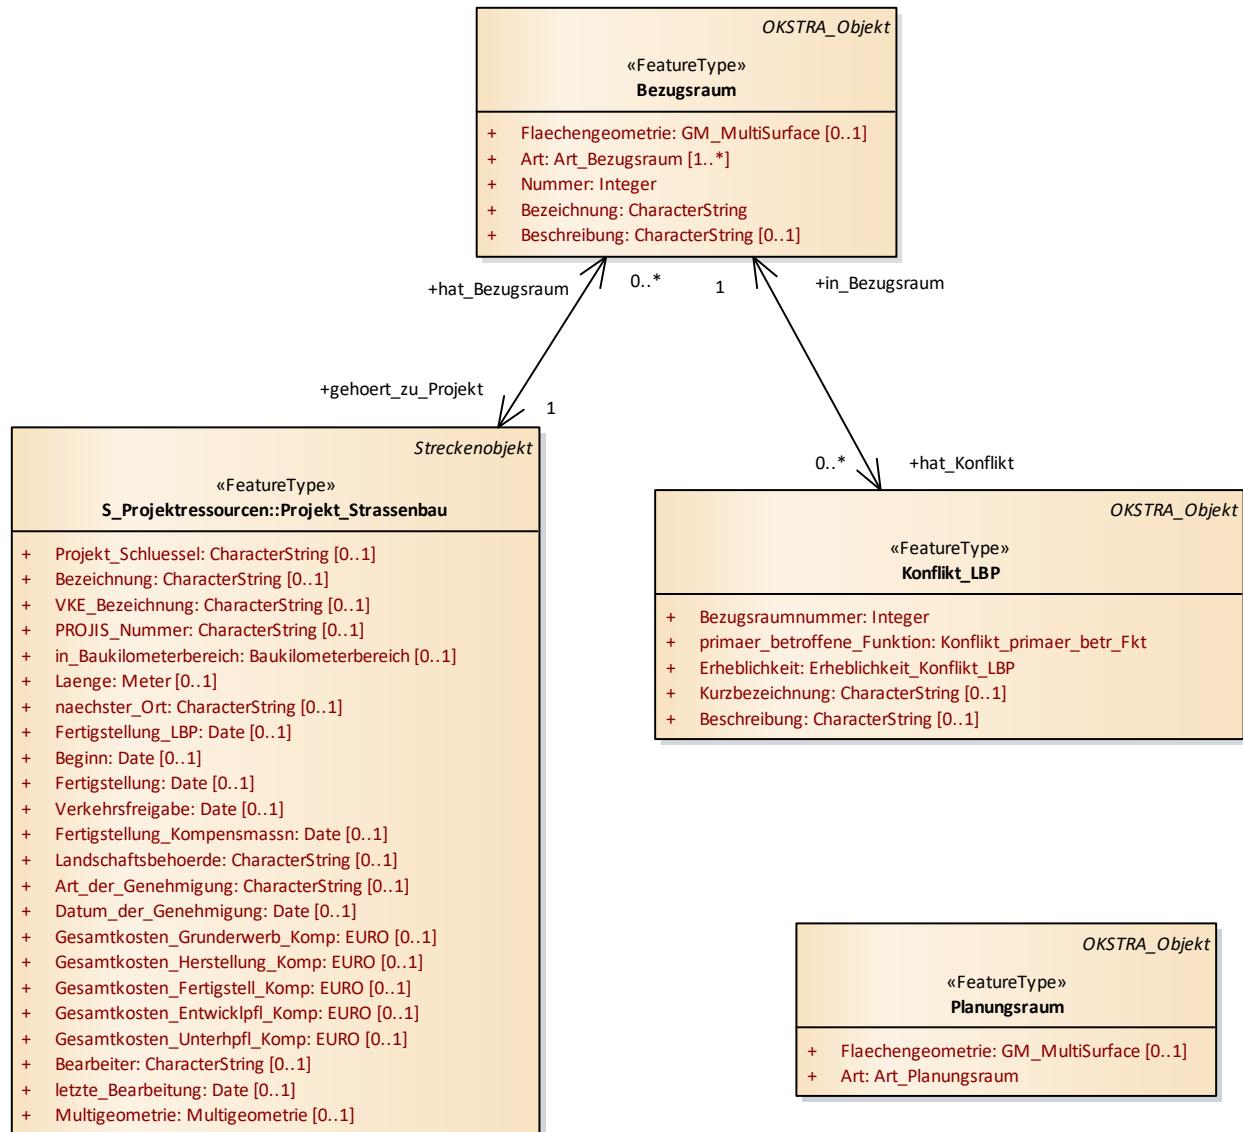 OKSTRA_Objekt
«FeatureType»
Bezugsraum
+ Flaechengeometrie: GM_MultiSurface [0..1]
+ Art: Art_Bezugsraum [1..*]
+ Nummer: Integer
+ Bezeichnung: CharacterString
+ Beschreibung: CharacterString [0..1]
+hat_Bezugsraum
0..*
1
+in_Bezugsraum
+gehoert_zu_Projekt
1
0..*
+hat_Konflikt
Streckenobjekt
«FeatureType»
S_Projektressourcen::Projekt_Strassenbau
+ Projekt_Schluessel: CharacterString [0..1]
+ Bezeichnung: CharacterString [0..1]
+ VKE_Bezeichnung: CharacterString [0..1]
+ PROJIS_Nummer: CharacterString [0..1]
+ in_Baukilometerbereich: Baukilometerbereich [0..1]
+ Laenge: Meter [0..1]
+ naechster_Ort: CharacterString [0..1]
+ Fertigstellung_LBP: Date [0..1]
+ Beginn: Date [0..1]
+ Fertigstellung: Date [0..1]
+ Verkehrsfreigabe: Date [0..1]
+ Fertigstellung_Kompensmassn: Date [0..1]
+ Landschaftsbehoerde: CharacterString [0..1]
+ Art_der_Genehmigung: CharacterString [0..1]
+ Datum_der_Genehmigung: Date [0..1]
+ Gesamtkosten_Grunderwerb_Komp: EURO [0..1]
+ Gesamtkosten_Herstellung_Komp: EURO [0..1]
+ Gesamtkosten_Fertigstell_Komp: EURO [0..1]
+ Gesamtkosten_Entwicklpfl_Komp: EURO [0..1]
+ Gesamtkosten_Unterhpfl_Komp: EURO [0..1]
+ Bearbeiter: CharacterString [0..1]
+ letzte_Bearbeitung: Date [0..1]
+ Multigeometrie: Multigeometrie [0..1]
OKSTRA_Objekt
«FeatureType»
Konflikt_LBP
+ Bezugsraumnummer: Integer
+ primaer_betroffene_Funktion: Konflikt_primaer_betr_Fkt
+ Erheblichkeit: Erheblichkeit_Konflikt_LBP
+ Kurzbezeichnung: CharacterString [0..1]
+ Beschreibung: CharacterString [0..1]
OKSTRA_Objekt
«FeatureType»
Planungsraum
+ Flaechengeometrie: GM_MultiSurface [0..1]
+ Art: Art_Planungsraum